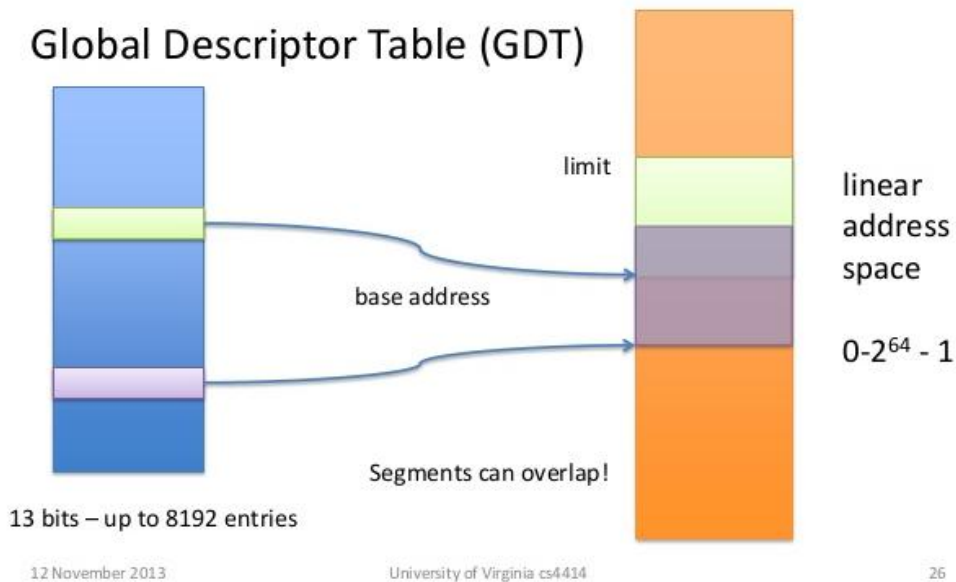 Global Descriptor Table (GDT)
limit
linear
address
space
base address
0-2⁶⁴ - 1
Segments can overlap!
13 bits – up to 8192 entries
12 November 2013
University of Virginia cs4414
26